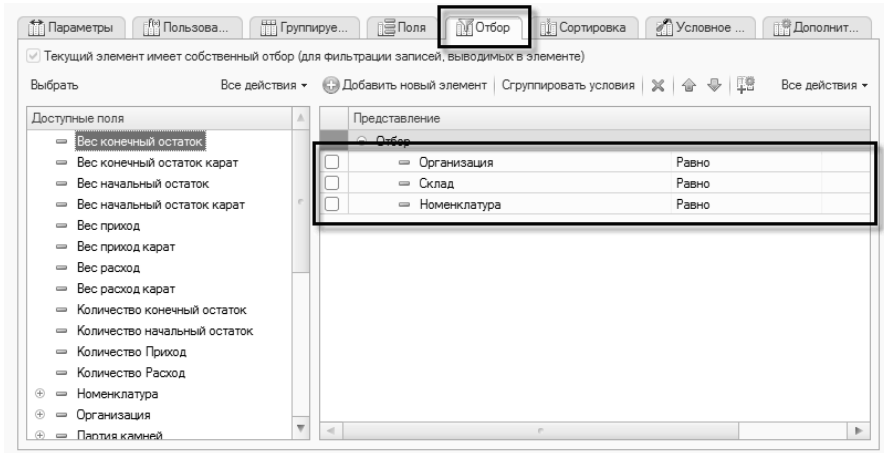 Параметры Пользова... Группируе... Поля Отбор Сортировка Условное ... Дополнит...
Текущий элемент имеет собственный отбор (для фильтрации записей, выводимых в элементе)
Выбрать Все действия Добавить новый элемент Сгруппировать условия Все действия
Доступные поля Представление
Вес конечный остаток Отбор
Вес конечный остаток карат Организация Равно
Вес начальный остаток Склад Равно
Вес начальный остаток карат Номенклатура Равно
Вес приход
Вес приход карат
Вес расход
Вес расход карат
Количество конечный остаток
Количество начальный остаток
Количество Приход
Количество Расход
Номенклатура
Организация
Партия камней